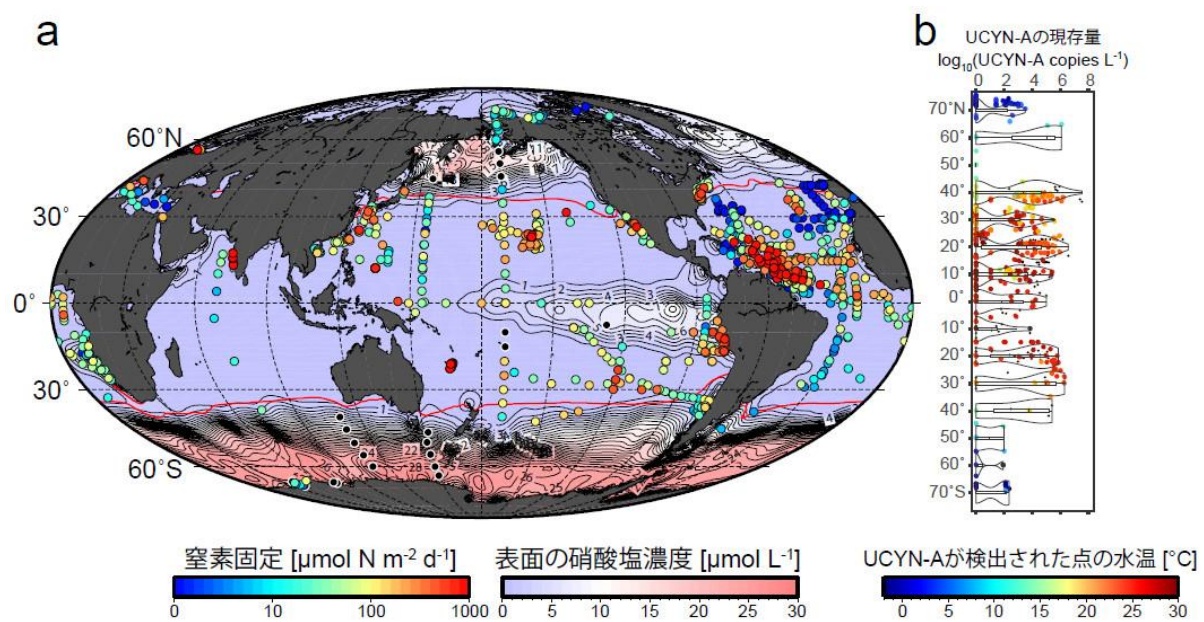 a
60°N
30°
0°
30°
60°S
窒素固定 [µmol N m⁻² d⁻¹]
0 10 100 1000
表面の硝酸塩濃度 [µmol L⁻¹]
0 5 10 15 20 25 30
b
UCYN-Aの現存量
log₁₀(UCYN-A copies L⁻¹)
0 2 4 6 8
70°N
60°
50°
40°
30°
20°
10°
0°
10°
20°
30°
40°
50°
60°
70°S
UCYN-Aが検出された点の水温 [°C]
0 5 10 15 20 25 30